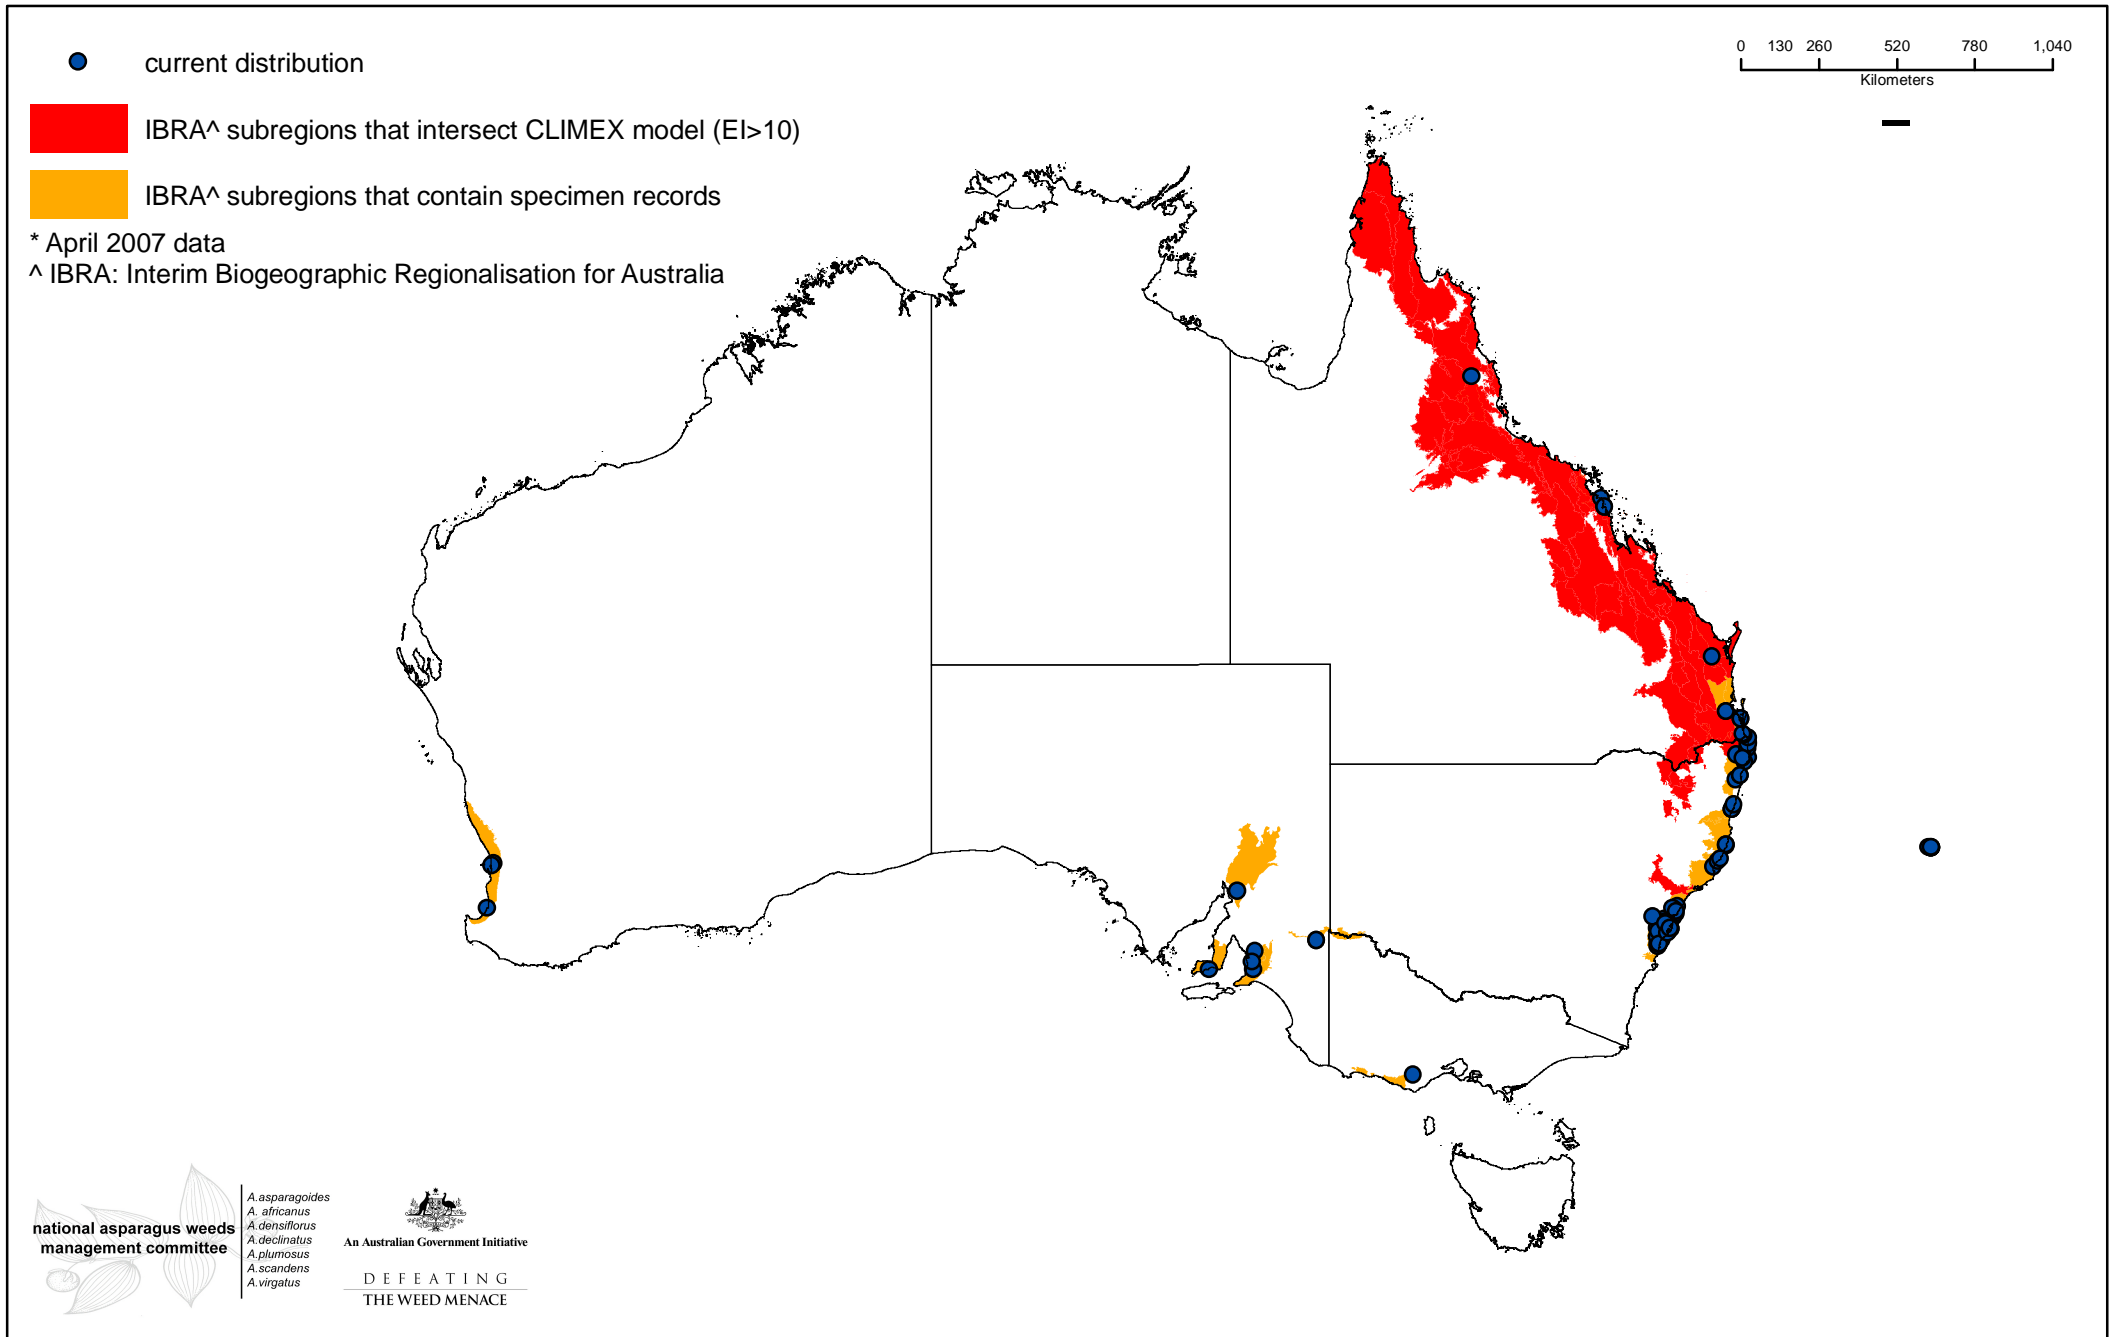 current distribution
IBRA^ subregions that intersect CLIMEX model (EI>10)
IBRA^ subregions that contain specimen records
* April 2007 data
^ IBRA: Interim Biogeographic Regionalisation for Australia
0 130 260 520 780 1,040
Kilometers
national asparagus weeds
management committee
A.asparagoides
A. africanus
A.densiflorus
A.declinatus
A.plumosus
A.scandens
A.virgatus
An Australian Government Initiative
DEFEATING
THE WEED MENACE